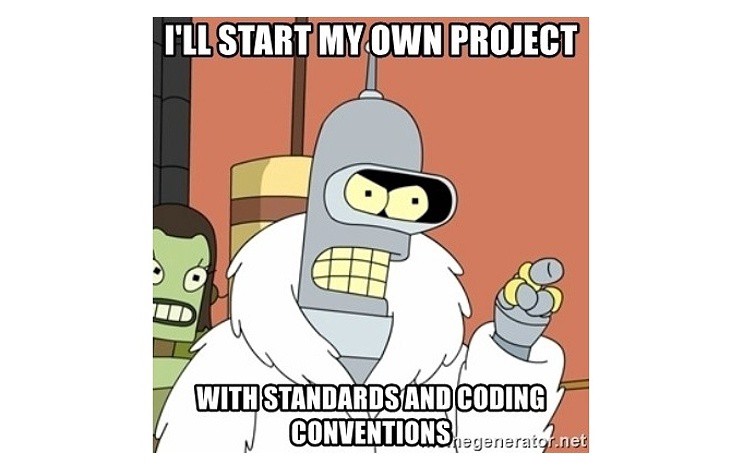 I'LL START MY OWN PROJECT
WITH STANDARDS AND CODING
CONVENTIONS